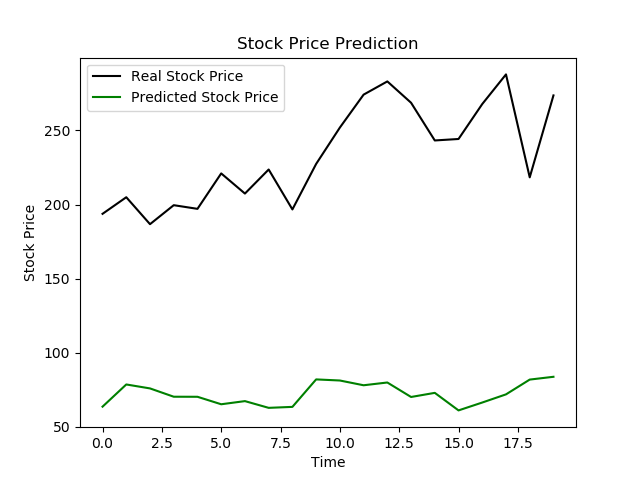 Stock Price Prediction
Real Stock Price
Predicted Stock Price
Stock Price
250
200
150
100
50
0.0 2.5 5.0 7.5 10.0 12.5 15.0 17.5
Time